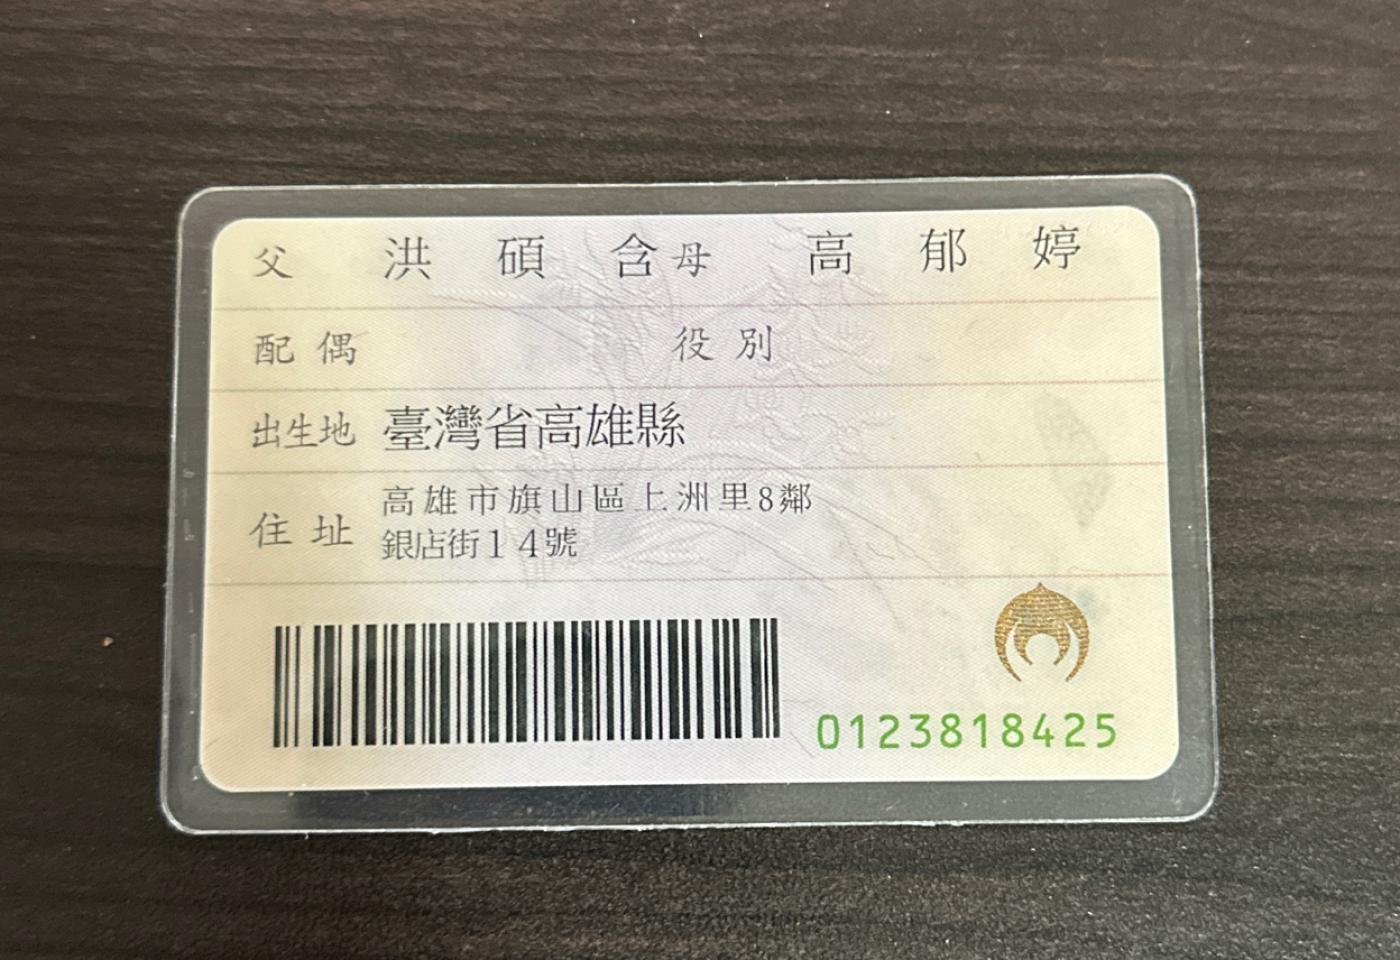 父 洪碩含 母 高郁婷
配偶 役別
出生地 臺灣省高雄縣
住址 高雄市旗山區上洲里8鄰
銀店街14號
0123818425